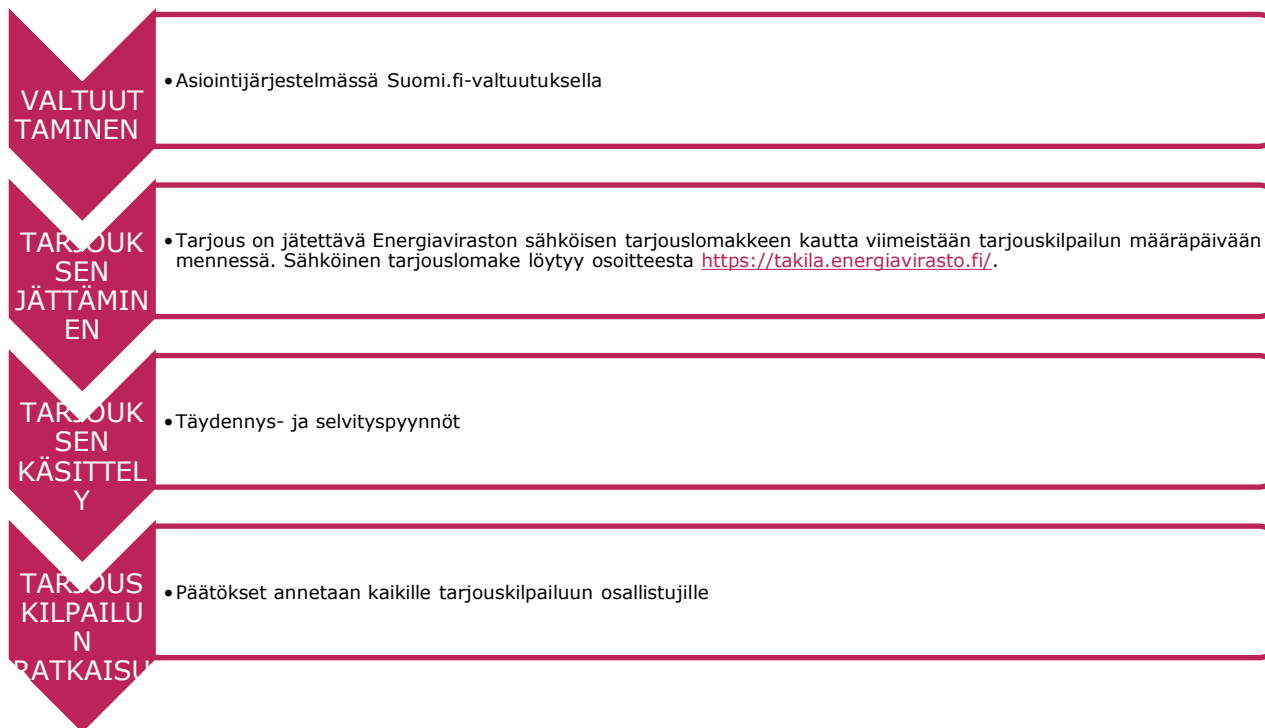 VALTUUT
TAMINEN
•Asiointijärjestelmässä Suomi.fi-valtuutuksella
TARJOUK
SEN
JÄTTÄMIN
EN
•Tarjous on jätettävä Energiaviraston sähköisen tarjouslomakkeen kautta viimeistään tarjouskilpailun määräpäivään
mennessä. Sähköinen tarjouslomake löytyy osoitteesta https://takila.energiavirasto.fi/.
TARJOUK
SEN
KÄSITTEL
Y
•Täydennys- ja selvityspyynnöt
TARJOUS
KILPAILU
N
RATKAISU
•Päätökset annetaan kaikille tarjouskilpailuun osallistujille